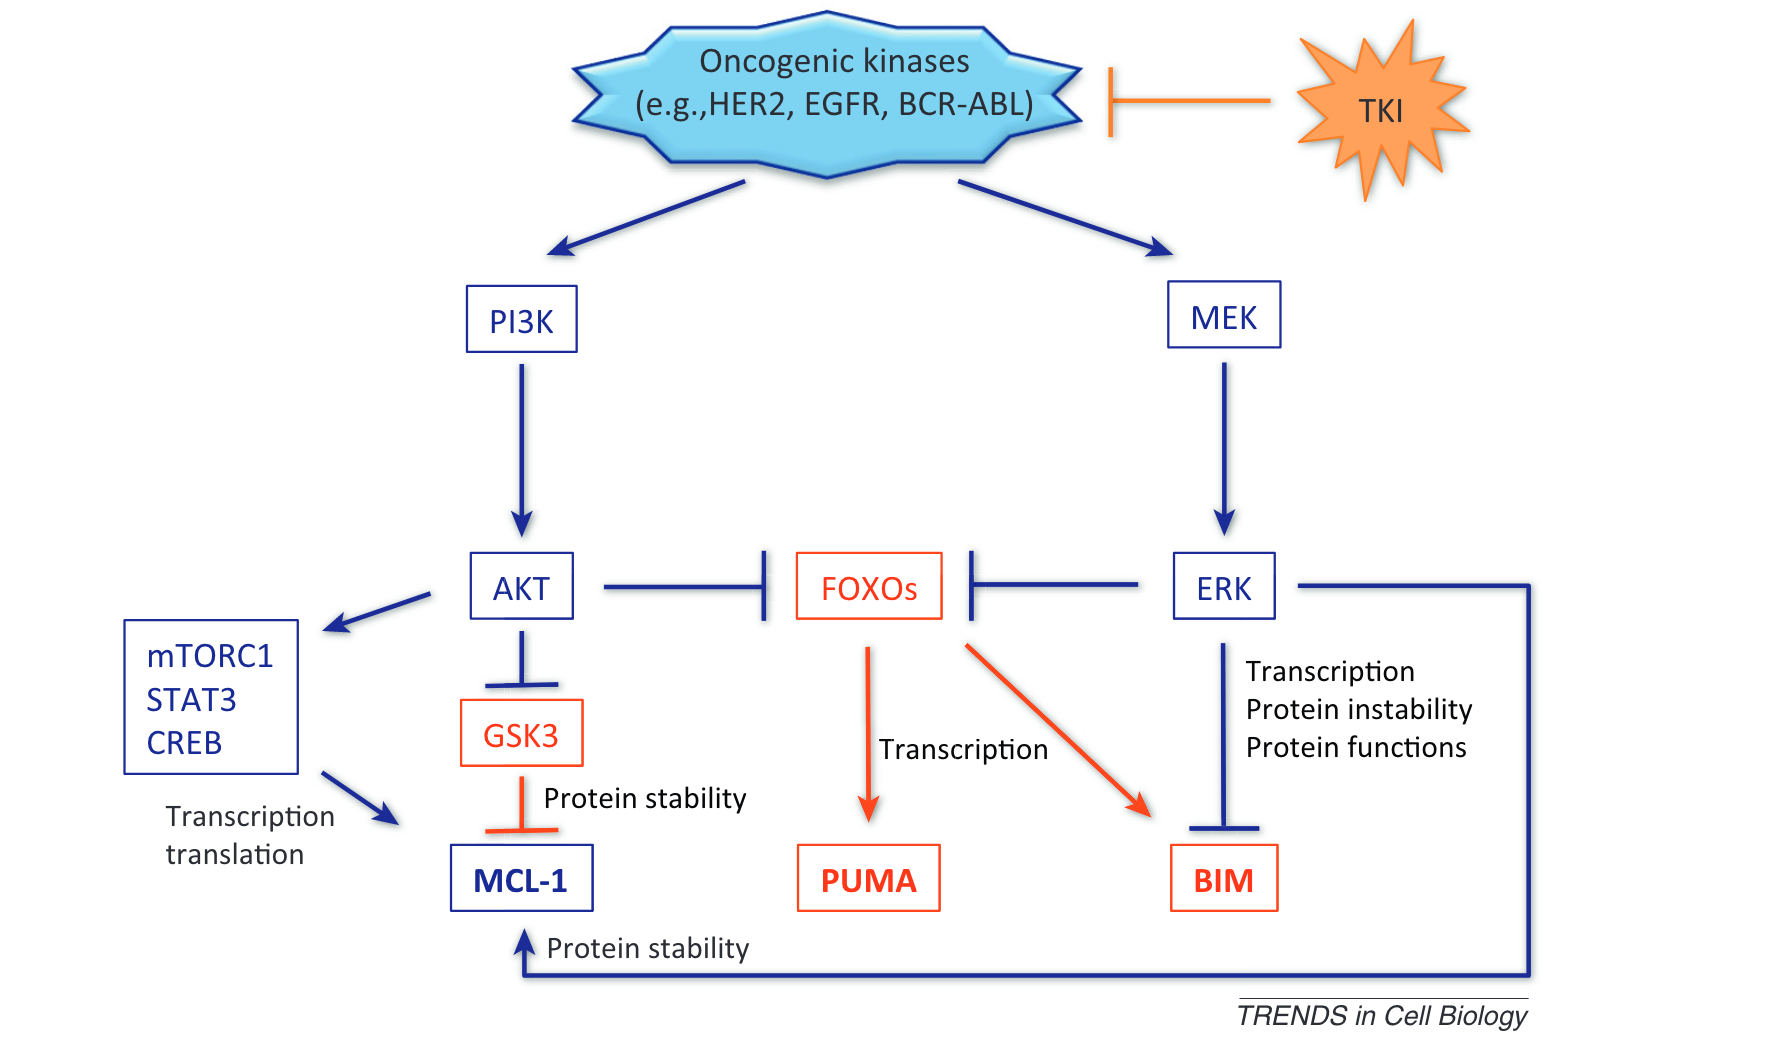 Oncogenic kinases
(e.g.,HER2, EGFR, BCR-ABL)
TKI
PI3K
MEK
AKT
FOXOs
ERK
mTORC1
STAT3
CREB
Transcription
Protein instability
Protein functions
GSK3
Transcription
Protein stability
Transcription
translation
MCL-1
PUMA
BIM
Protein stability
TRENDS in Cell Biology